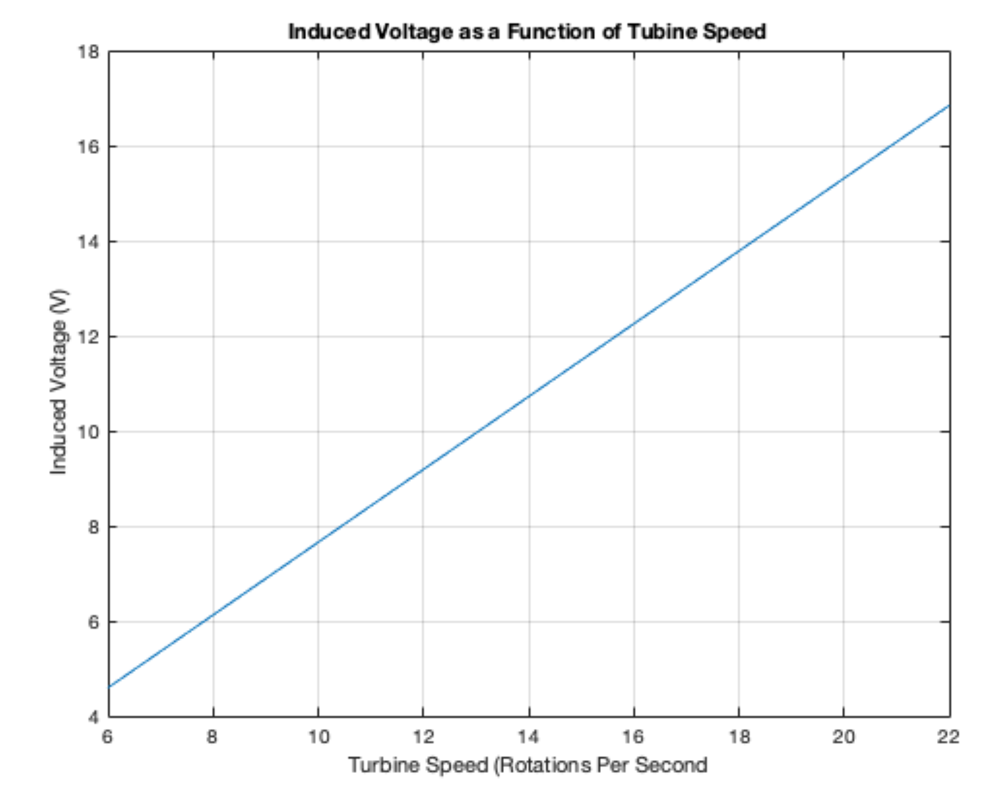 Induced Voltage as a Function of Tubine Speed
18
16
14
12
10
8
6
4
Induced Voltage (V)
6 8 10 12 14 16 18 20 22
Turbine Speed (Rotations Per Second